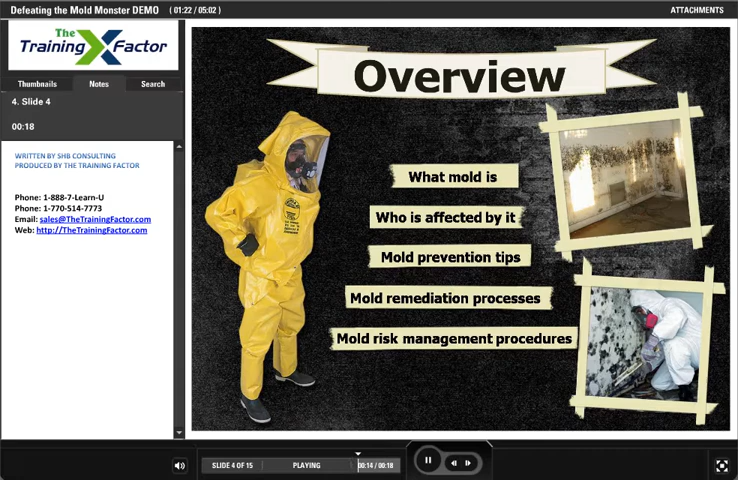 Defeating the Mold Monster DEMO ( 01:22 / 05:02 )
ATTACHMENTS
The
Training X Factor
Thumbnails Notes Search
4. Slide 4
00:18
WRITTEN BY SHB CONSULTING
PRODUCED BY THE TRAINING FACTOR
Phone: 1-888-7-Learn-U
Phone: 1-770-514-7773
Email: sales@TheTrainingFactor.com
Web: http://TheTrainingFactor.com
Overview
What mold is
Who is affected by it
Mold prevention tips
Mold remediation processes
Mold risk management procedures
SLIDE 4 OF 15 PLAYING 00:14 / 00:18